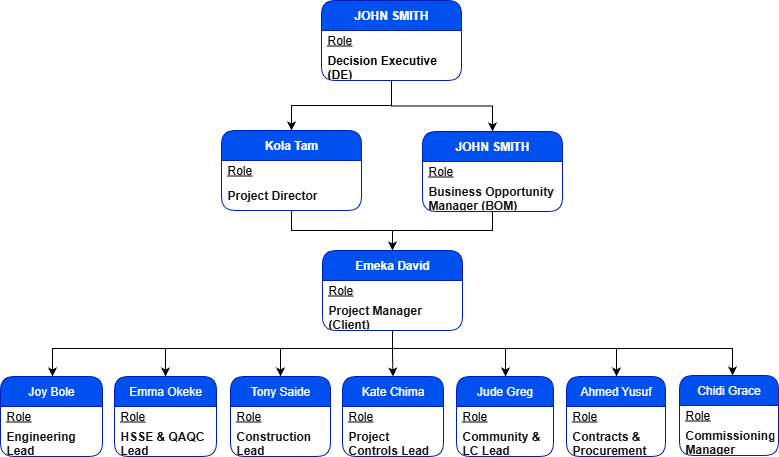 JOHN SMITH
Role
Decision Executive
(DE)
Kola Tam
Role
Project Director
JOHN SMITH
Role
Business Opportunity
Manager (BOM)
Emeka David
Role
Project Manager
(Client)
Joy Bole
Role
Engineering
Lead
Emma Okeke
Role
HSSE & QAQC
Lead
Tony Saide
Role
Construction
Lead
Kate Chima
Role
Project
Controls Lead
Jude Greg
Role
Community &
LC Lead
Ahmed Yusuf
Role
Contracts &
Procurement
Chidi Grace
Role
Commissioning
Manager